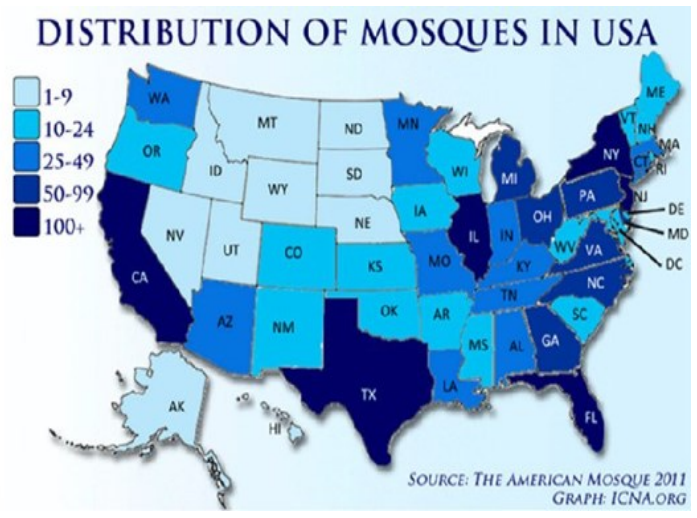 DISTRIBUTION OF MOSQUES IN USA
1-9
10-24
25-49
50-99
100+
WA
MT
ND
MN
ME
VT
NH
OR
ID
SD
WI
NY
MA
CT
RI
WY
MI
IA
NE
PA
NJ
NV
UT
IL
IN
OH
DE
MD
DC
CO
KS
MO
WV
VA
KY
CA
NC
TN
AZ
NM
OK
AR
SC
MS
AL
GA
TX
LA
AK
HI
FL
SOURCE: THE AMERICAN MOSQUE 2011
GRAPH: ICNA.ORG